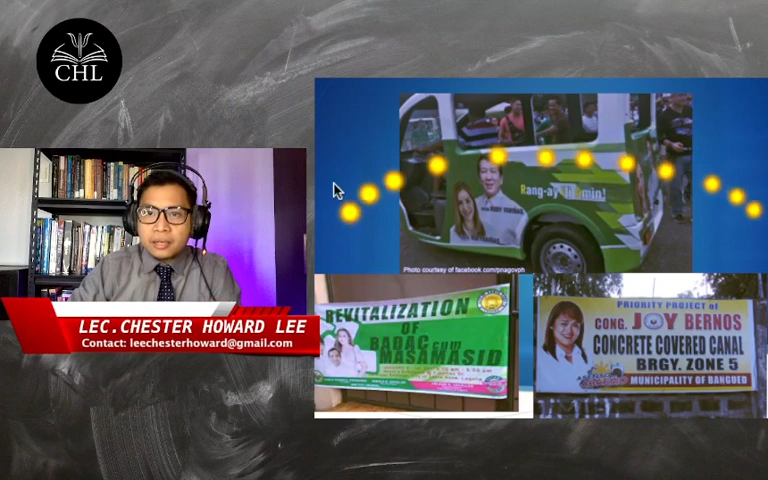 CHL
LEC.CHESTER HOWARD LEE
Contact: leechesterhoward@gmail.com
Rang-ay
Photo courtesy of facebook.com/pnagovph
REVITALIZATION
OF
BADAC cum
MASAMASID
PRIORITY PROJECT of
CONG. JOY BERNOS
CONCRETE COVERED CANAL
BRGY. ZONE 5
MUNICIPALITY OF BANGUED